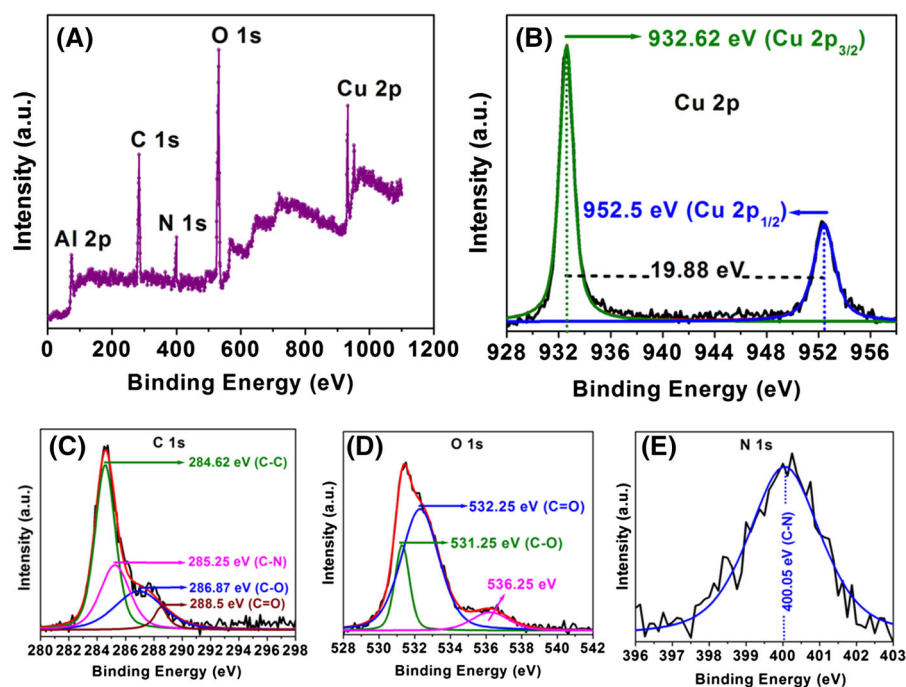 (A)
O 1s
Cu 2p
C 1s
N 1s
Al 2p
Intensity (a.u.)
0 200 400 600 800 1000 1200
Binding Energy (eV)
(B)
932.62 eV (Cu 2p3/2)
Cu 2p
952.5 eV (Cu 2p1/2)
19.88 eV
Intensity (a.u.)
928 932 936 940 944 948 952 956
Binding Energy (eV)
(C)
C 1s
284.62 eV (C-C)
285.25 eV (C-N)
286.87 eV (C-O)
288.5 eV (C=O)
Intensity (a.u.)
280 282 284 286 288 290 292 294 296 298
Binding Energy (eV)
(D)
O 1s
532.25 eV (C=O)
531.25 eV (C-O)
536.25 eV
Intensity (a.u.)
528 530 532 534 536 538 540 542
Binding Energy (eV)
(E)
N 1s
400.05 eV (C-N)
Intensity (a.u.)
396 397 398 399 400 401 402 403
Binding Energy (eV)